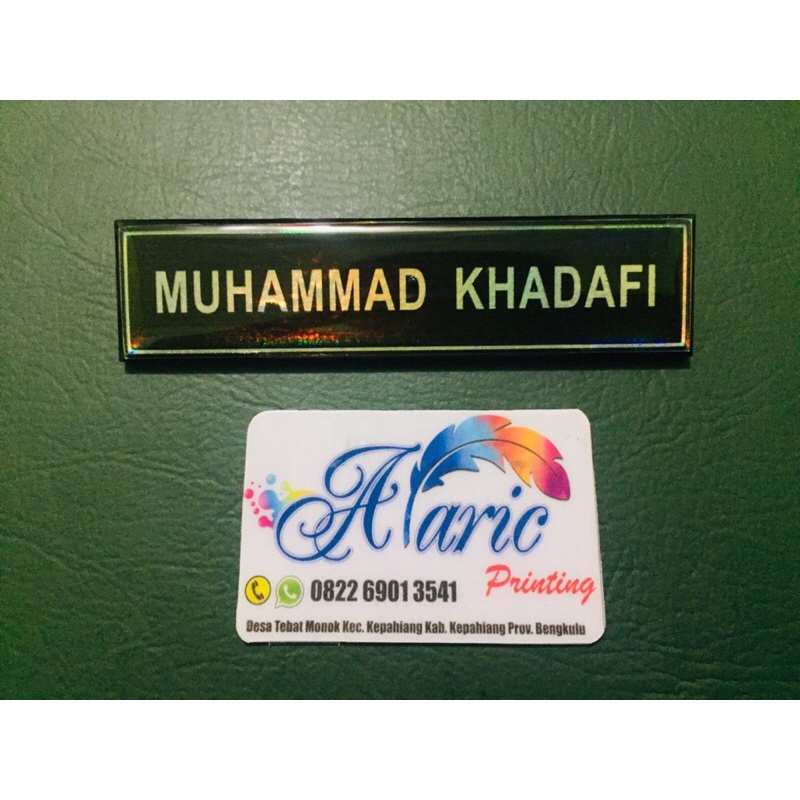 MUHAMMAD KHADAFI
Alaric
Printing
0822 6901 3541
Desa Tebat Monok Kec. Kepahiang Kab. Kepahiang Prov. Bengkulu